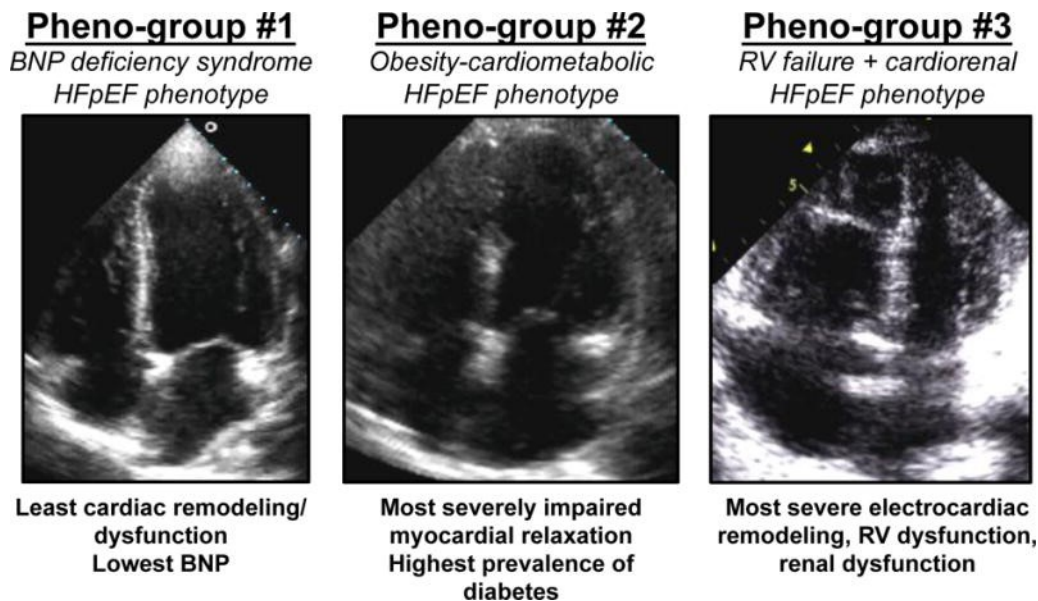 Pheno-group #1
BNP deficiency syndrome
HFpEF phenotype
Pheno-group #2
Obesity-cardiometabolic
HFpEF phenotype
Pheno-group #3
RV failure + cardiorenal
HFpEF phenotype
5
Least cardiac remodeling/
dysfunction
Lowest BNP
Most severely impaired
myocardial relaxation
Highest prevalence of
diabetes
Most severe electrocardiac
remodeling, RV dysfunction,
renal dysfunction